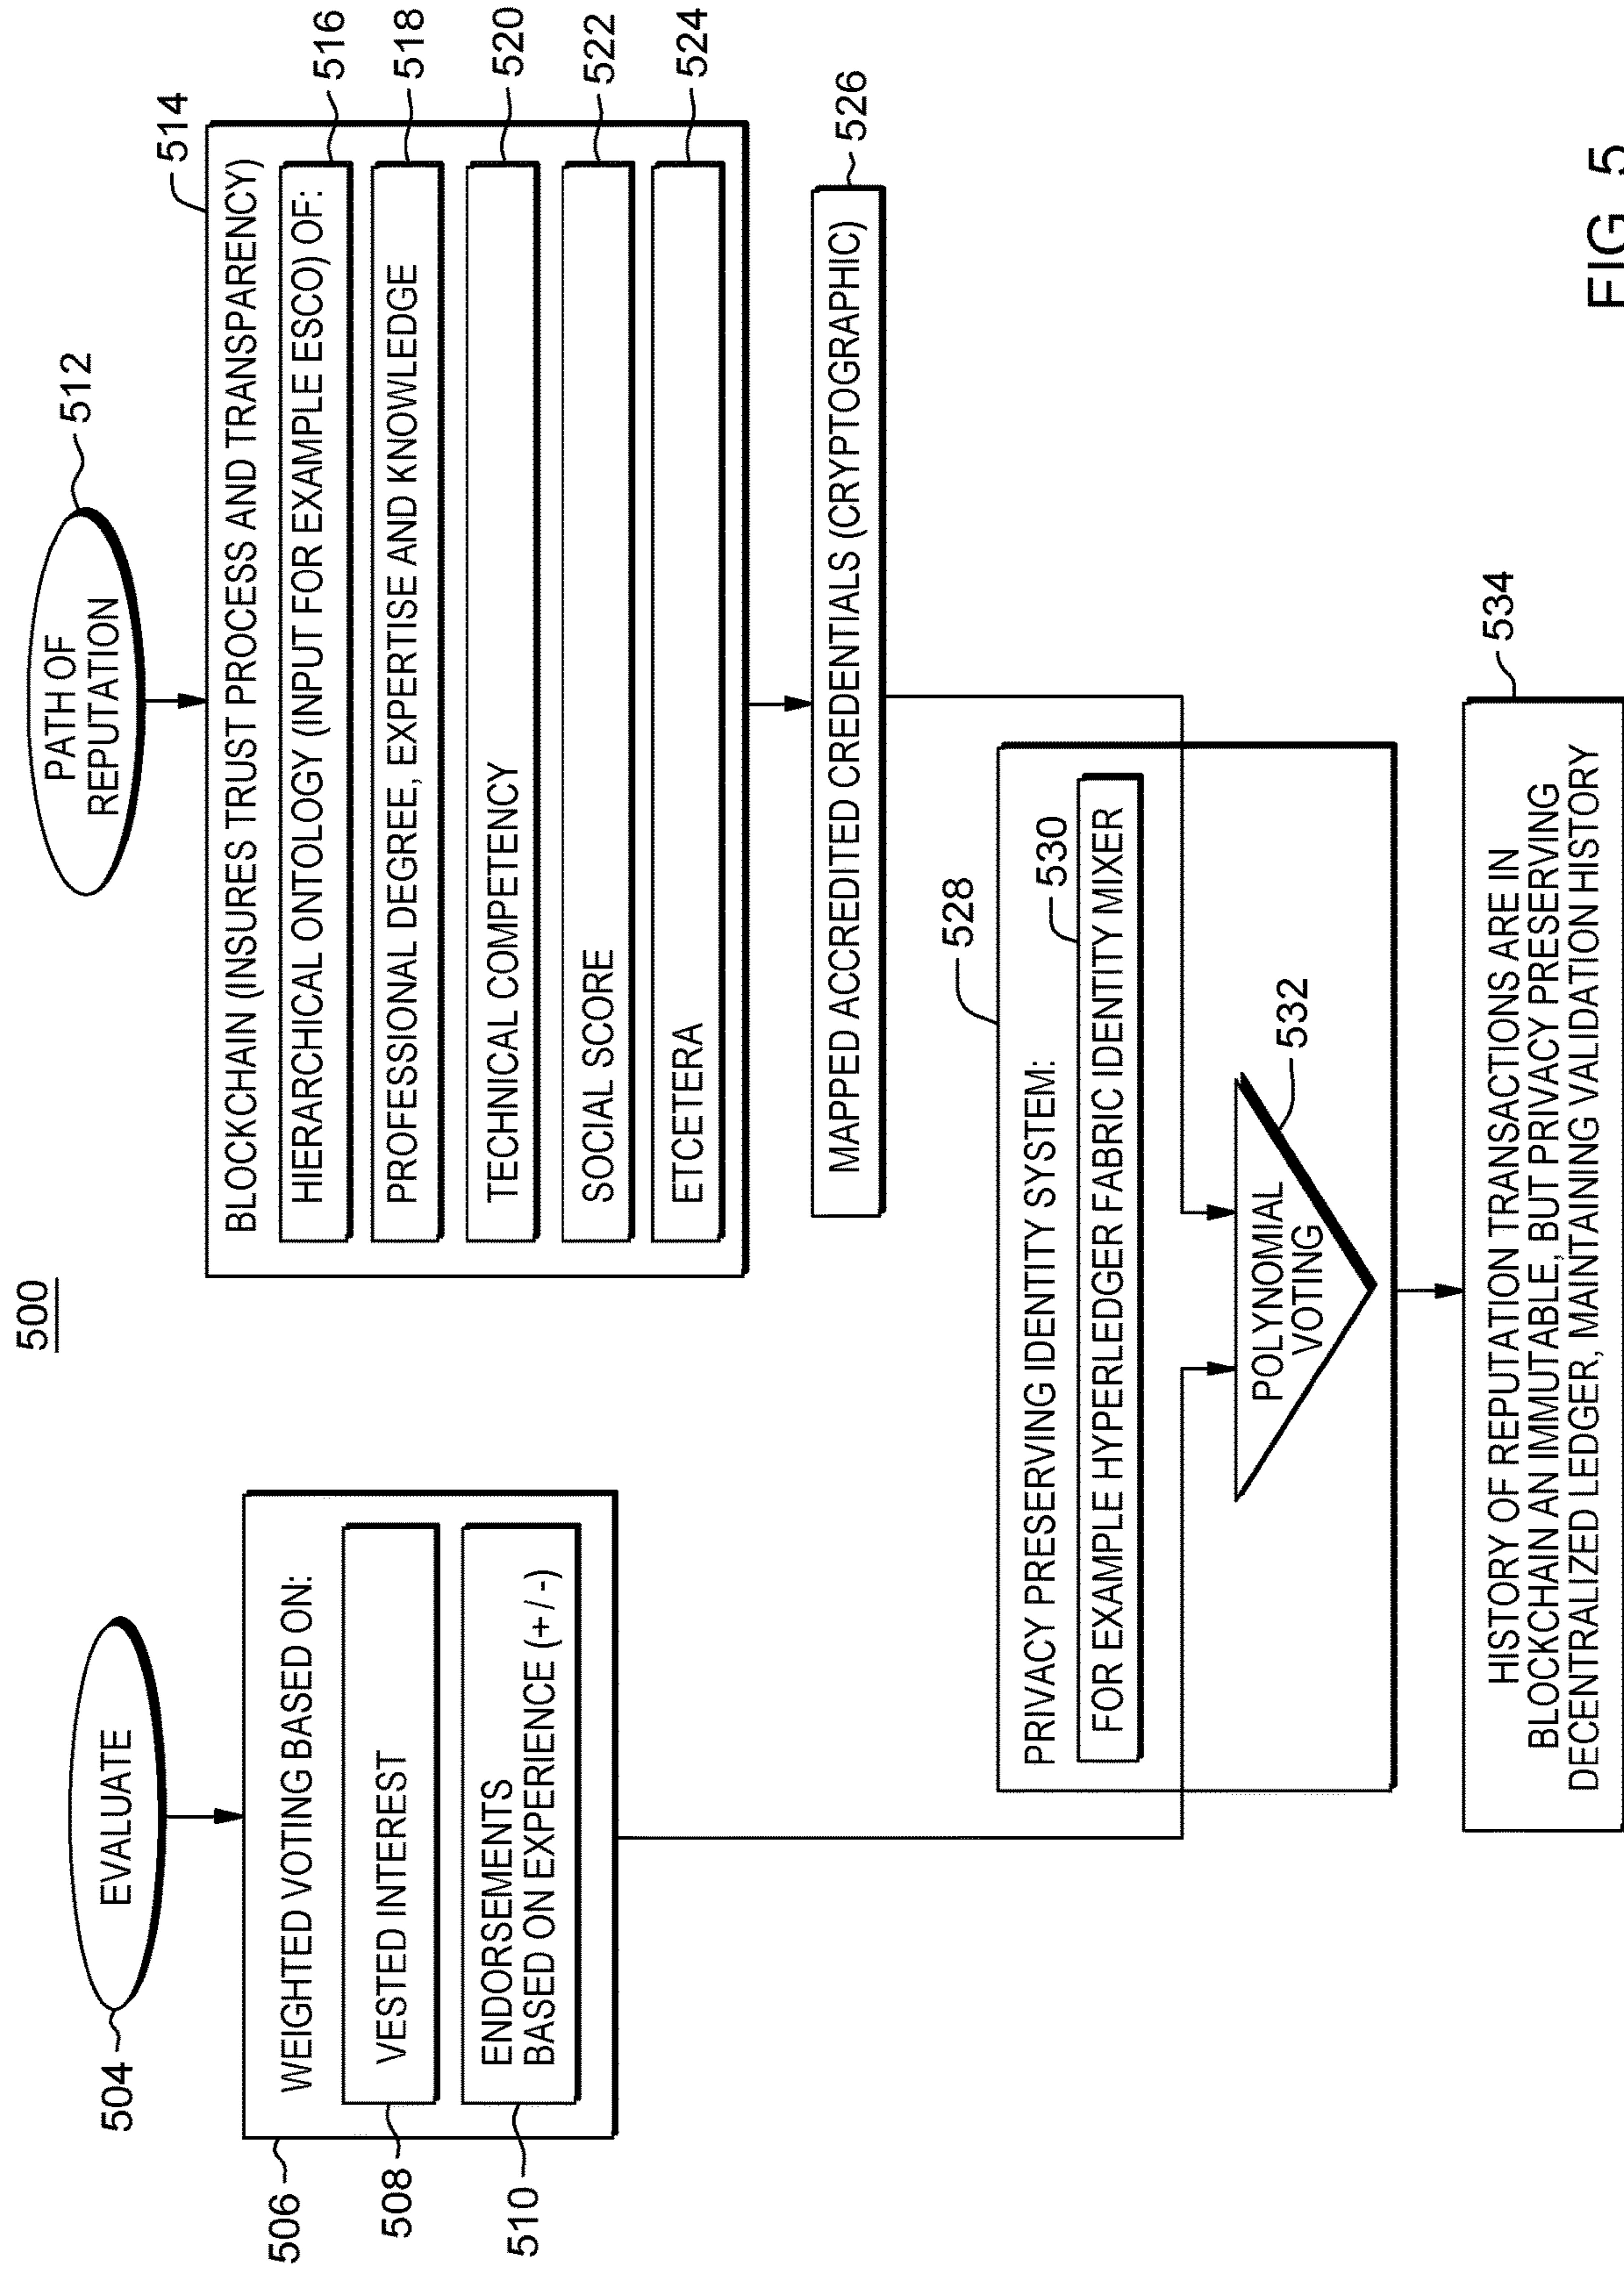 500
504
EVALUATE
506
WEIGHTED VOTING BASED ON:
508
VESTED INTEREST
510
ENDORSEMENTS
BASED ON EXPERIENCE (+ / -)
PATH OF
REPUTATION
512
514
BLOCKCHAIN (INSURES TRUST PROCESS AND TRANSPARENCY)
HIERARCHICAL ONTOLOGY (INPUT FOR EXAMPLE ESCO) OF:
516
PROFESSIONAL DEGREE, EXPERTISE AND KNOWLEDGE
518
TECHNICAL COMPETENCY
520
SOCIAL SCORE
522
ETCETERA
524
MAPPED ACCREDITED CREDENTIALS (CRYPTOGRAPHIC)
526
528
PRIVACY PRESERVING IDENTITY SYSTEM:
530
FOR EXAMPLE HYPERLEDGER FABRIC IDENTITY MIXER
POLYNOMIAL
VOTING
532
534
HISTORY OF REPUTATION TRANSACTIONS ARE IN
BLOCKCHAIN AN IMMUTABLE, BUT PRIVACY PRESERVING
DECENTRALIZED LEDGER, MAINTAINING VALIDATION HISTORY
FIG. 5